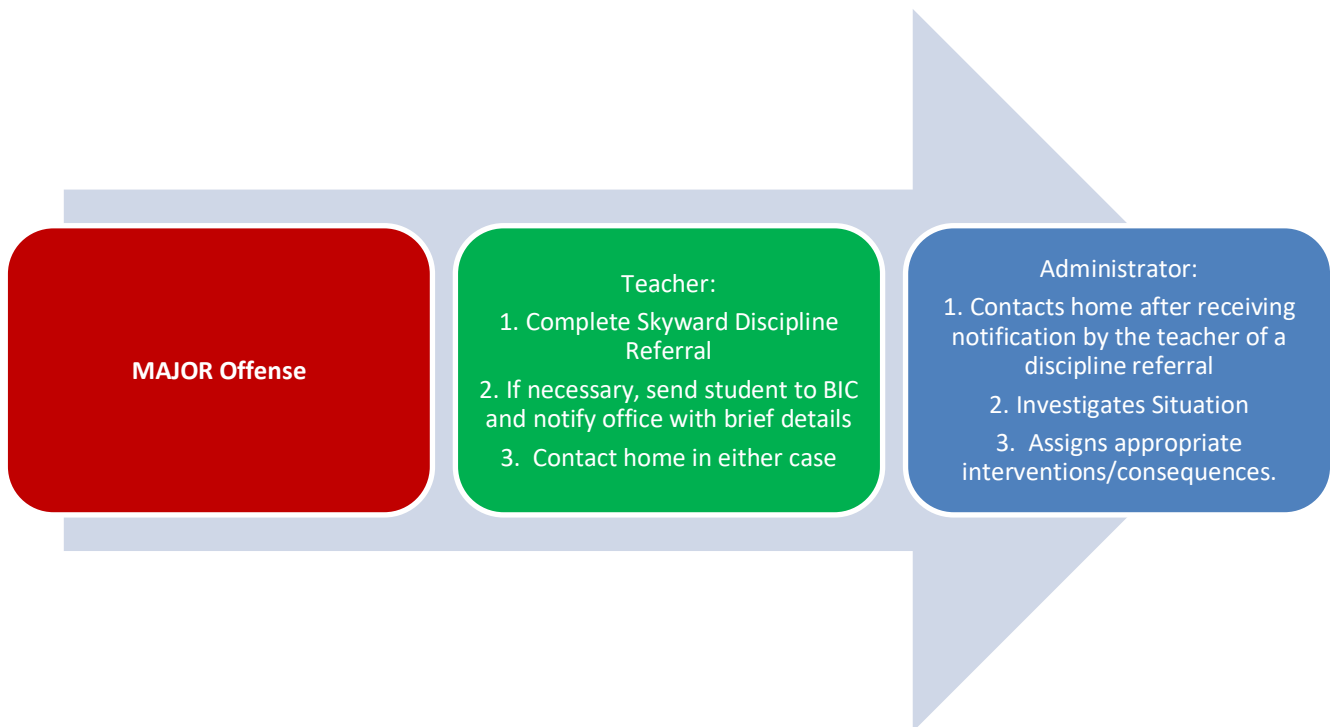 MAJOR Offense
Teacher:
1. Complete Skyward Discipline
Referral
2. If necessary, send student to BIC
and notify office with brief details
3.  Contact home in either case
Administrator:
1. Contacts home after receiving
notification by the teacher of a
discipline referral
2. Investigates Situation
3.  Assigns appropriate
interventions/consequences.